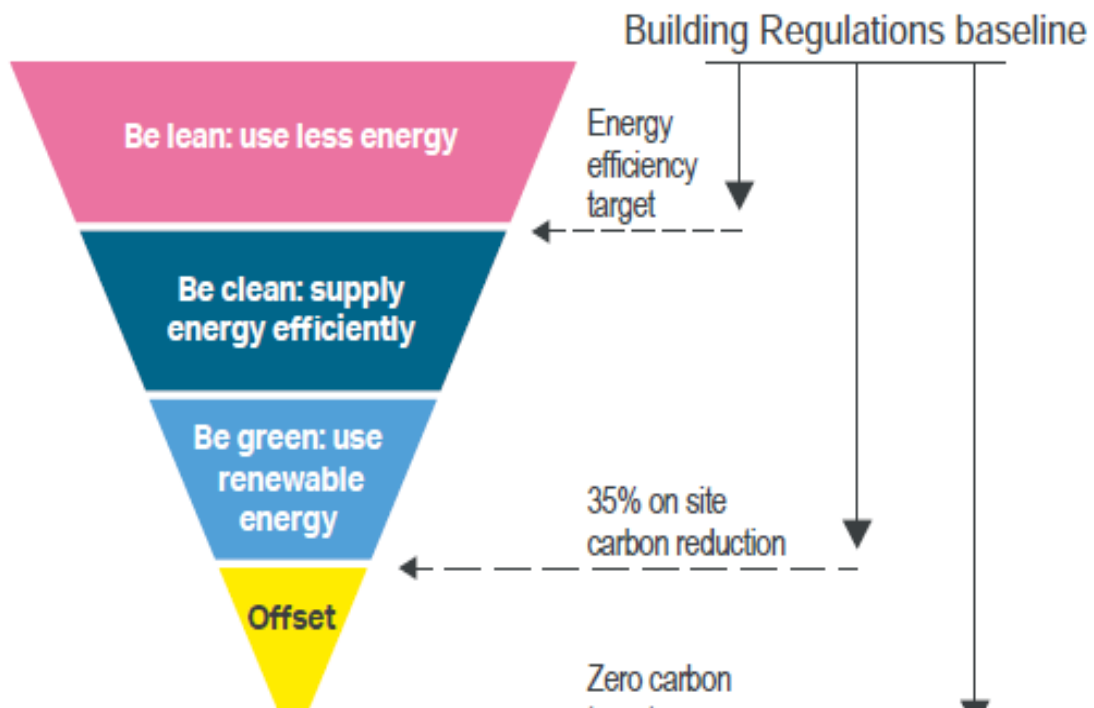 Building Regulations baseline
Be lean: use less energy
Energy
efficiency
target
Be clean: supply
energy efficiently
Be green: use
renewable
energy
35% on site
carbon reduction
Offset
Zero carbon